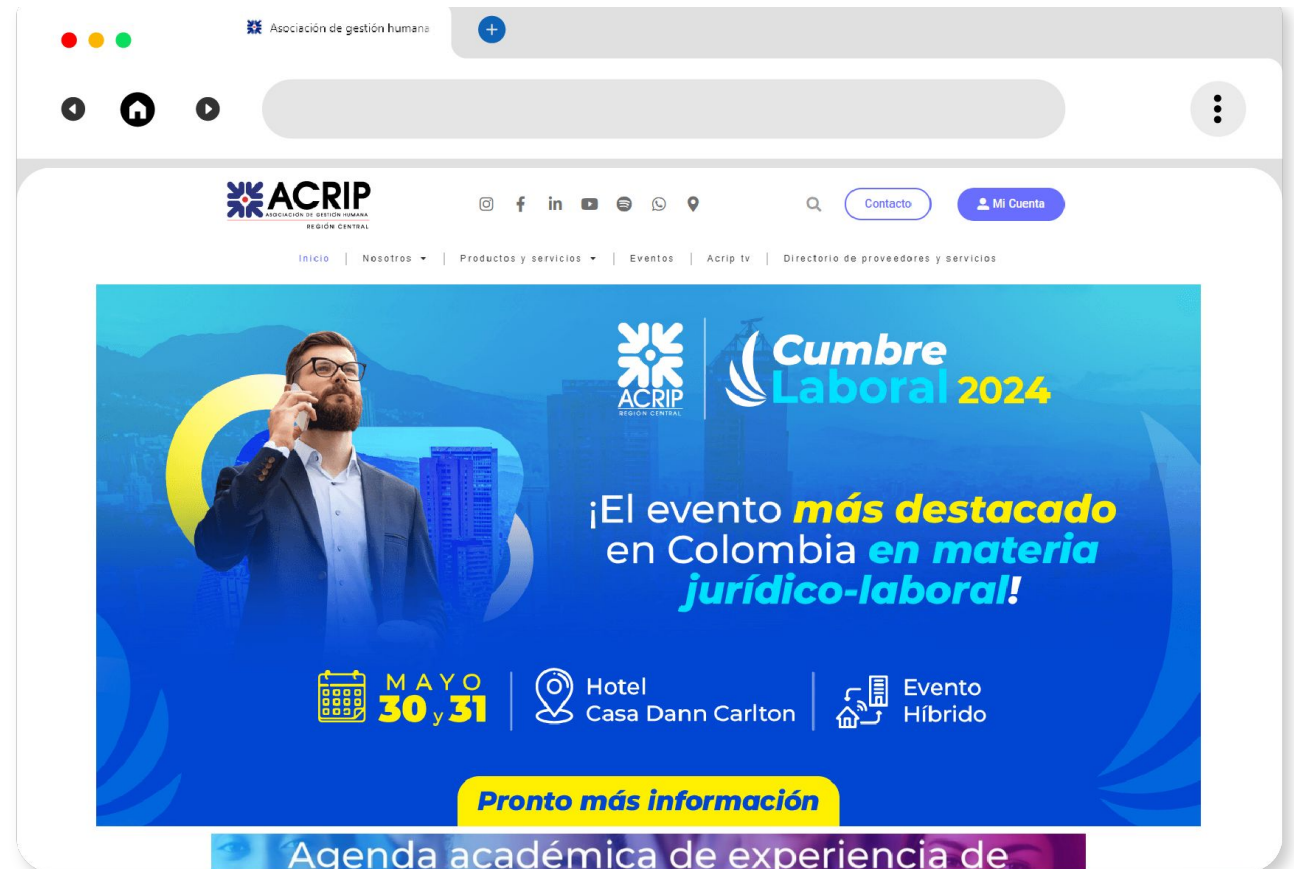 Asociación de gestión humana
ACRIP
ASOCIACIÓN DE GESTIÓN HUMANA
REGIÓN CENTRAL
Contacto
Mi Cuenta
Inicio | Nosotros | Productos y servicios | Eventos | Acrip tv | Directorio de proveedores y servicios
ACRIP
REGIÓN CENTRAL
Cumbre
Laboral 2024
¡El evento más destacado
en Colombia en materia
jurídico-laboral!
MAYO
30 y 31
Hotel
Casa Dann Carlton
Evento
Híbrido
Pronto más información
Agenda académica de experiencia de